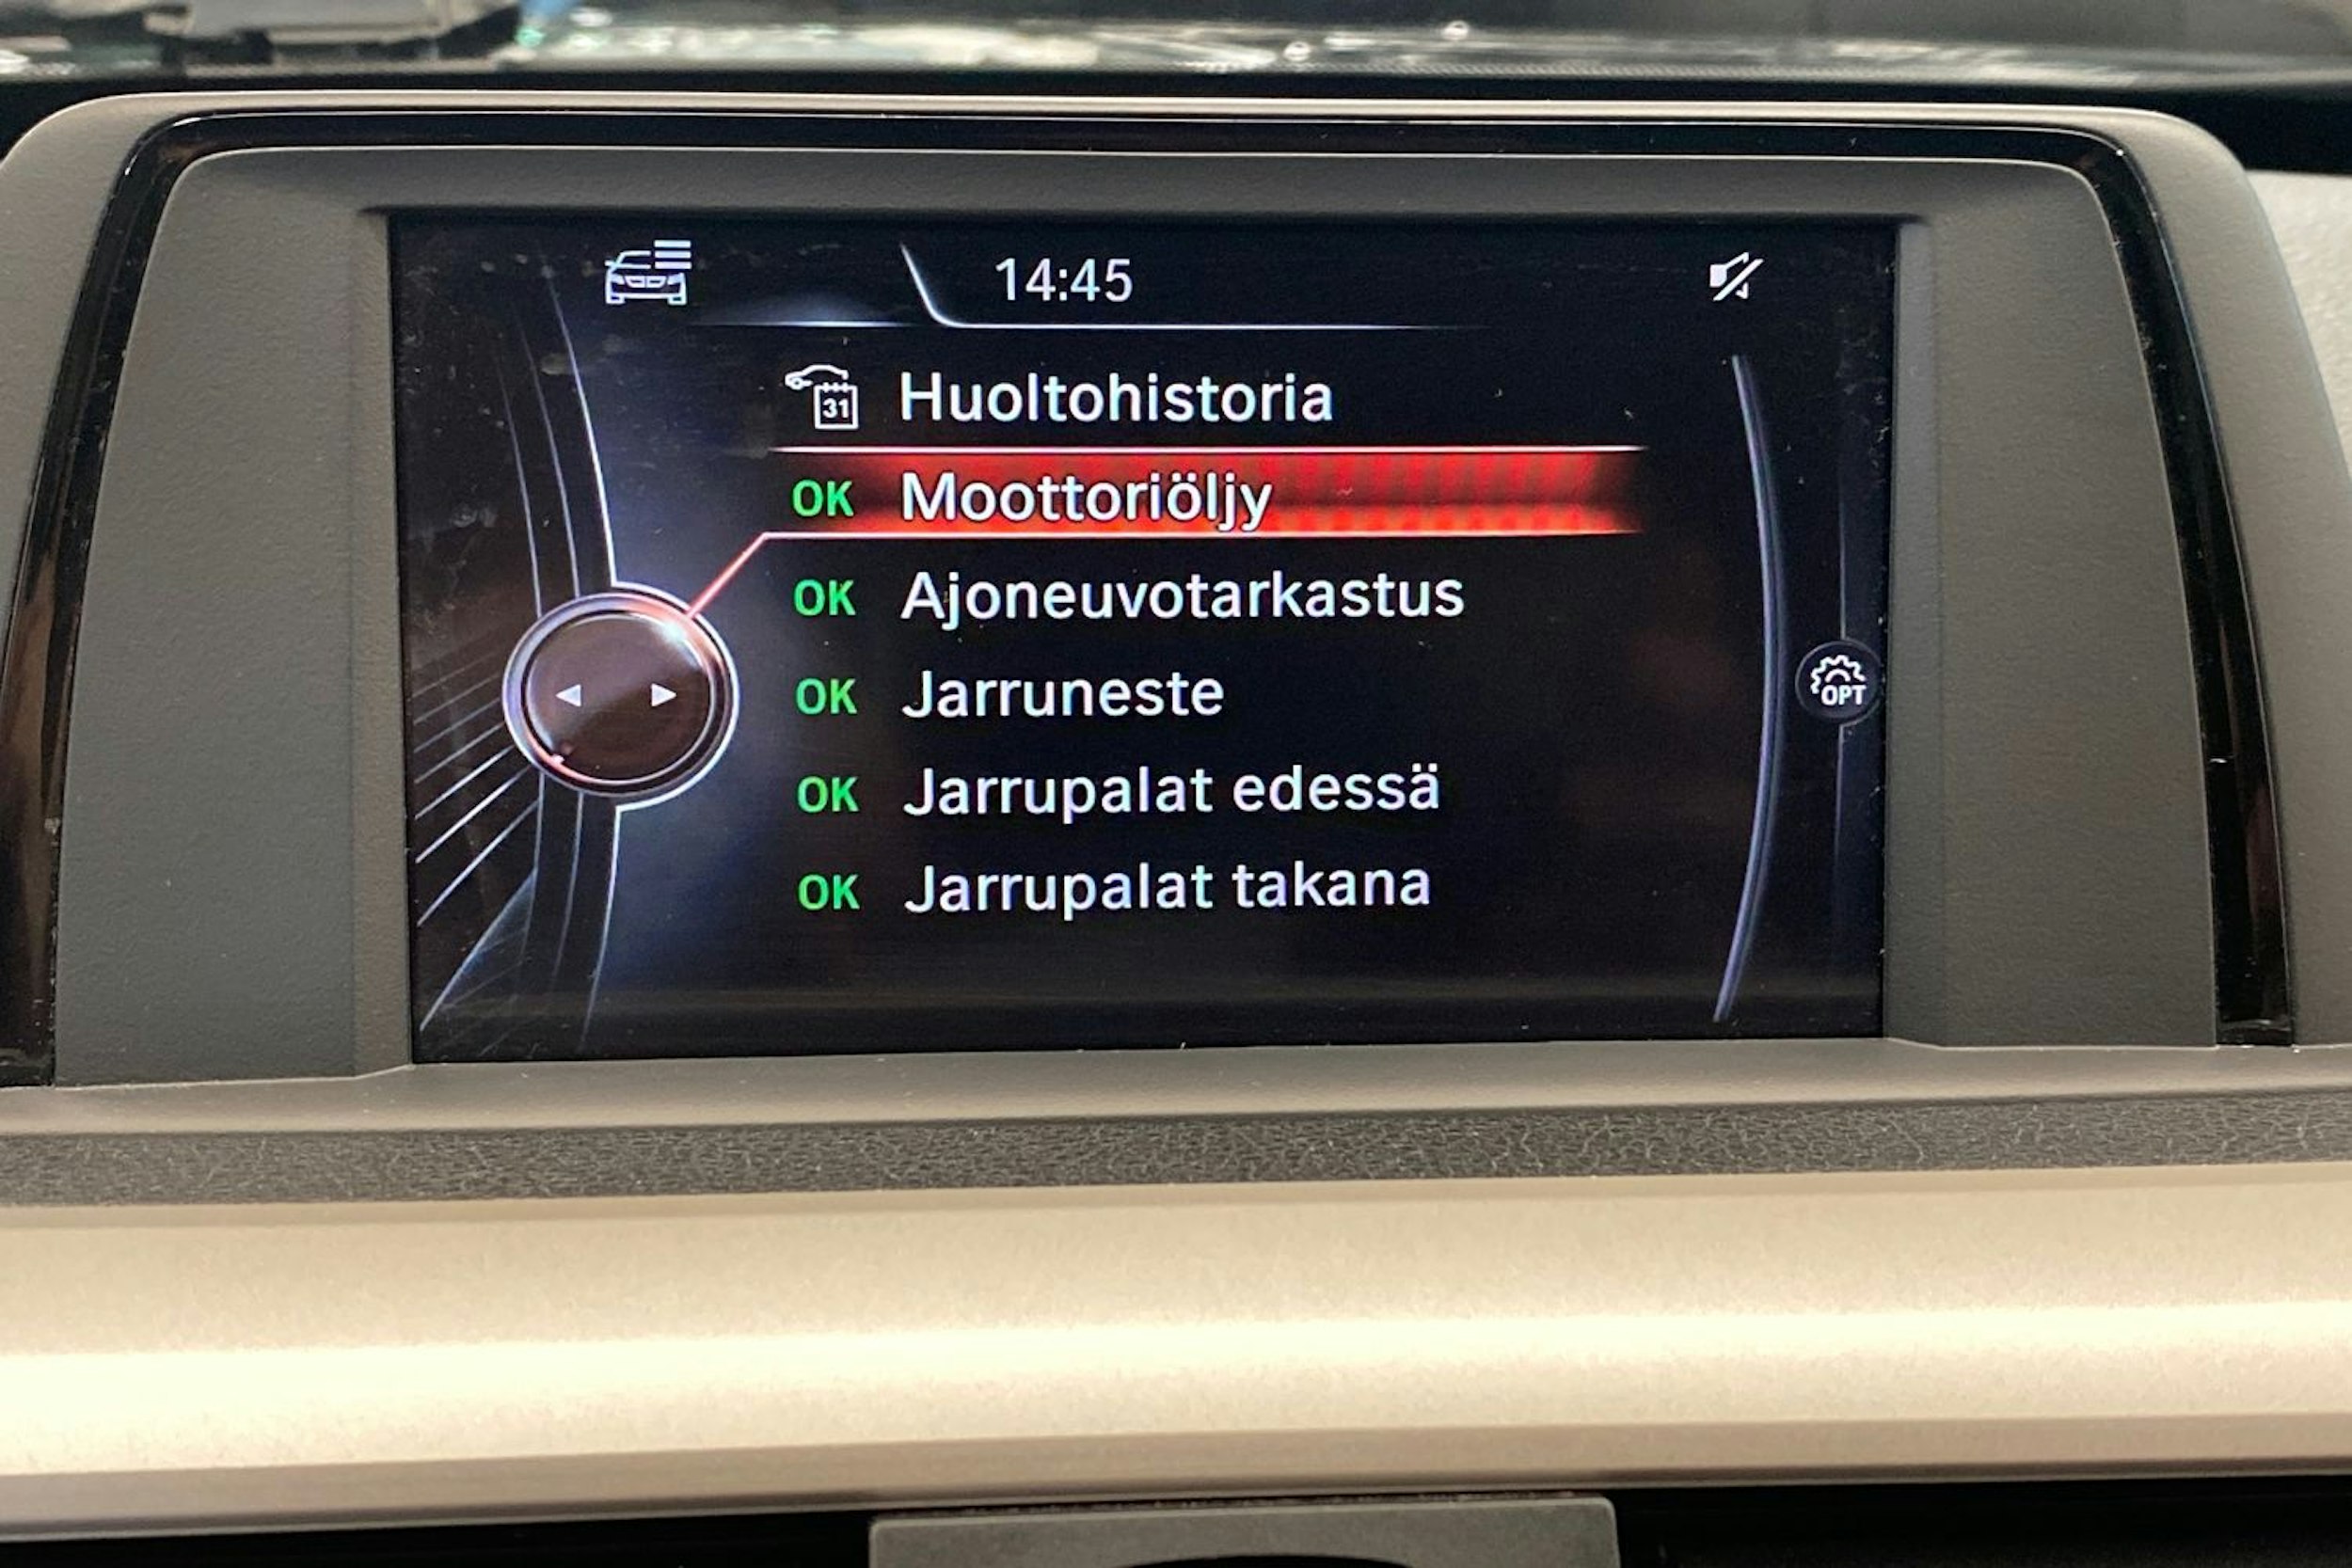 14:45
31 Huoltohistoria
OK Moottoriöljy
OK Ajoneuvotarkastus
OK Jarruneste
OPT
OK Jarrupalat edessä
OK Jarrupalat takana